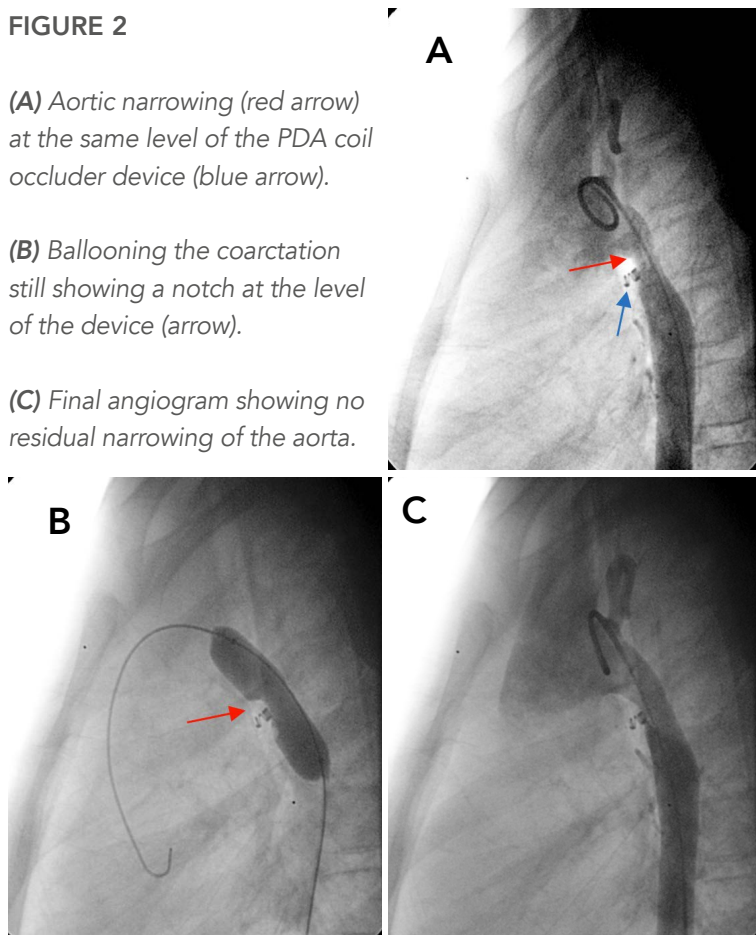 FIGURE 2
(A) Aortic narrowing (red arrow)
at the same level of the PDA coil
occluder device (blue arrow).
(B) Ballooning the coarctation
still showing a notch at the level
of the device (arrow).
(C) Final angiogram showing no
residual narrowing of the aorta.
A
B
C